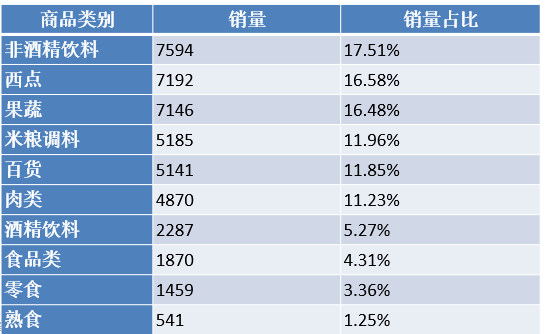 商品类别 销量 销量占比
非酒精饮料 7594 17.51%
西点 7192 16.58%
果蔬 7146 16.48%
米粮调料 5185 11.96%
百货 5141 11.85%
肉类 4870 11.23%
酒精饮料 2287 5.27%
食品类 1870 4.31%
零食 1459 3.36%
熟食 541 1.25%